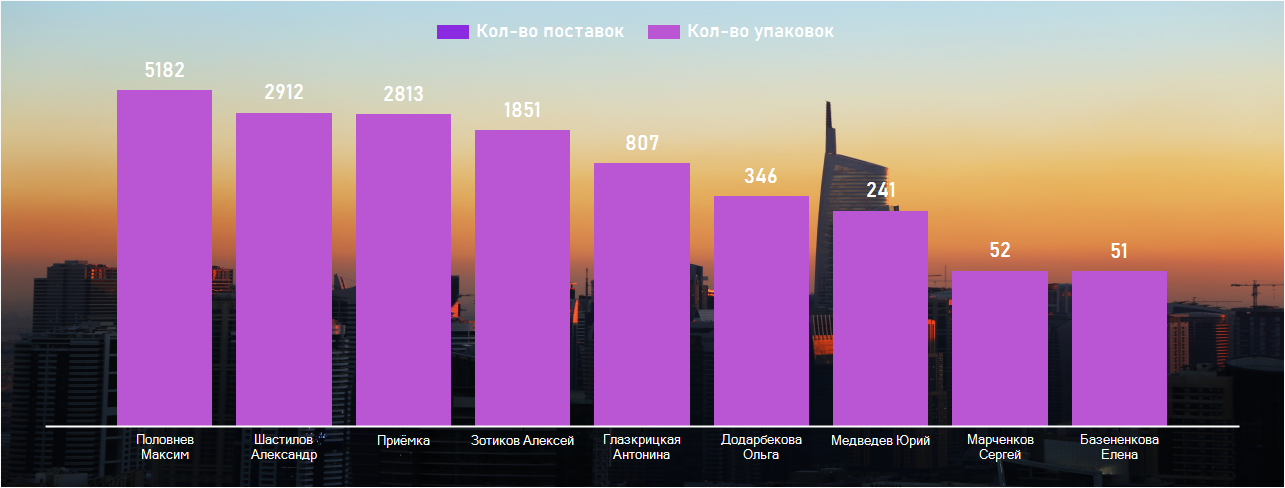 Кол-во поставок Кол-во упаковок
5182
2912
2813
1851
807
346
241
52
51
Половнев
Максим
Шастилов
Александр
Приёмка
Зотиков Алексей
Глазкрицкая
Антонина
Додарбекова
Ольга
Медведев Юрий
Марченков
Сергей
Базененкова
Елена